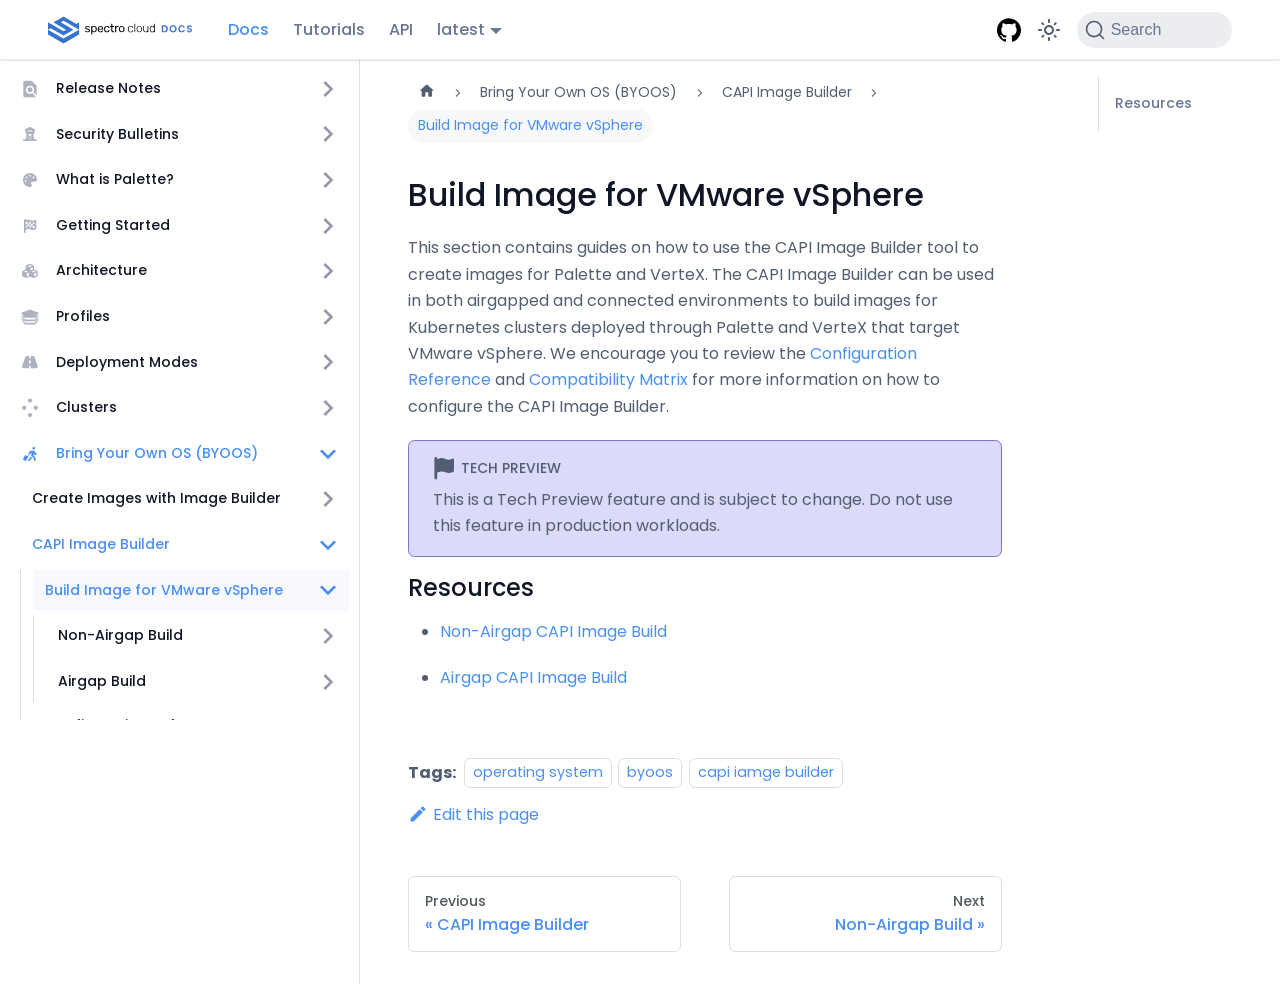 spectro cloud DOCS
Docs
Tutorials
API
latest
Search
Release Notes
Security Bulletins
What is Palette?
Getting Started
Architecture
Profiles
Deployment Modes
Clusters
Bring Your Own OS (BYOOS)
Create Images with Image Builder
CAPI Image Builder
Build Image for VMware vSphere
Non-Airgap Build
Airgap Build
Bring Your Own OS (BYOOS)
CAPI Image Builder
Build Image for VMware vSphere
Build Image for VMware vSphere
This section contains guides on how to use the CAPI Image Builder tool to
create images for Palette and VerteX. The CAPI Image Builder can be used
in both airgapped and connected environments to build images for
Kubernetes clusters deployed through Palette and VerteX that target
VMware vSphere. We encourage you to review the Configuration
Reference and Compatibility Matrix for more information on how to
configure the CAPI Image Builder.
TECH PREVIEW
This is a Tech Preview feature and is subject to change. Do not use
this feature in production workloads.
Resources
Non-Airgap CAPI Image Build
Airgap CAPI Image Build
Tags: operating system byoos capi iamge builder
Edit this page
Previous
« CAPI Image Builder
Next
Non-Airgap Build »
Resources